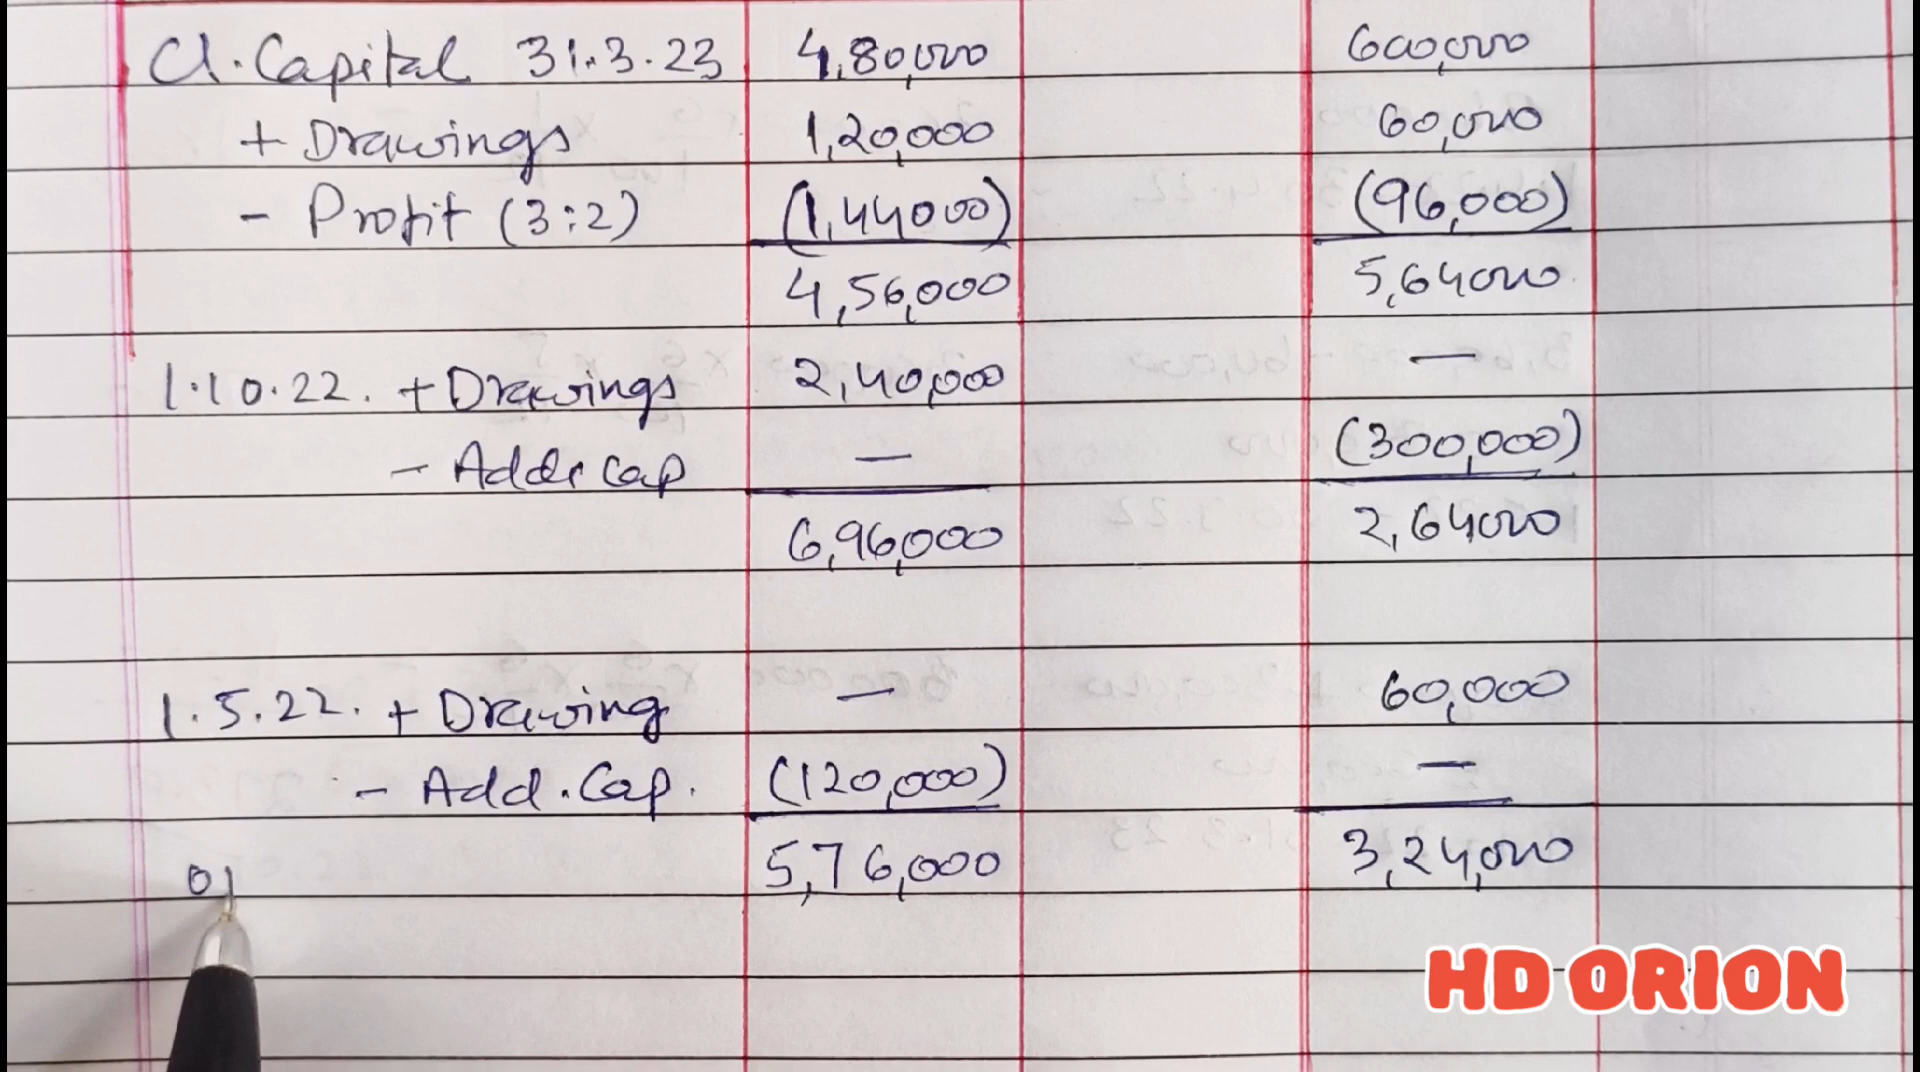 Cl. Capital 31.3.23 4,80,000 600,000
+ Drawings 1,20,000 60,000
- Profit (3:2) (1,44000) (96,000)
4,56,000 5,64000
1.10.22. + Drawings 2,40,000 —
- Add. Cap — (300,000)
6,96,000 2,64000
1.5.22. + Drawing — 60,000
- Add. Cap. (120,000) —
5,76,000 3,24,000
01
HD ORION